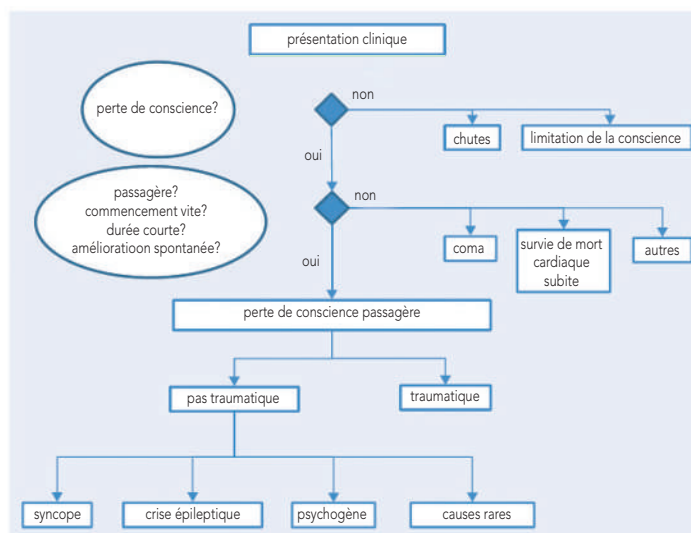 présentation clinique
perte de conscience?
non
chutes
limitation de la conscience
oui
passagère?
commencement vite?
durée courte?
amélioratioon spontanée?
non
coma
survie de mort
cardiaque
subite
autres
oui
perte de conscience passagère
pas traumatique
traumatique
syncope
crise épileptique
psychogène
causes rares